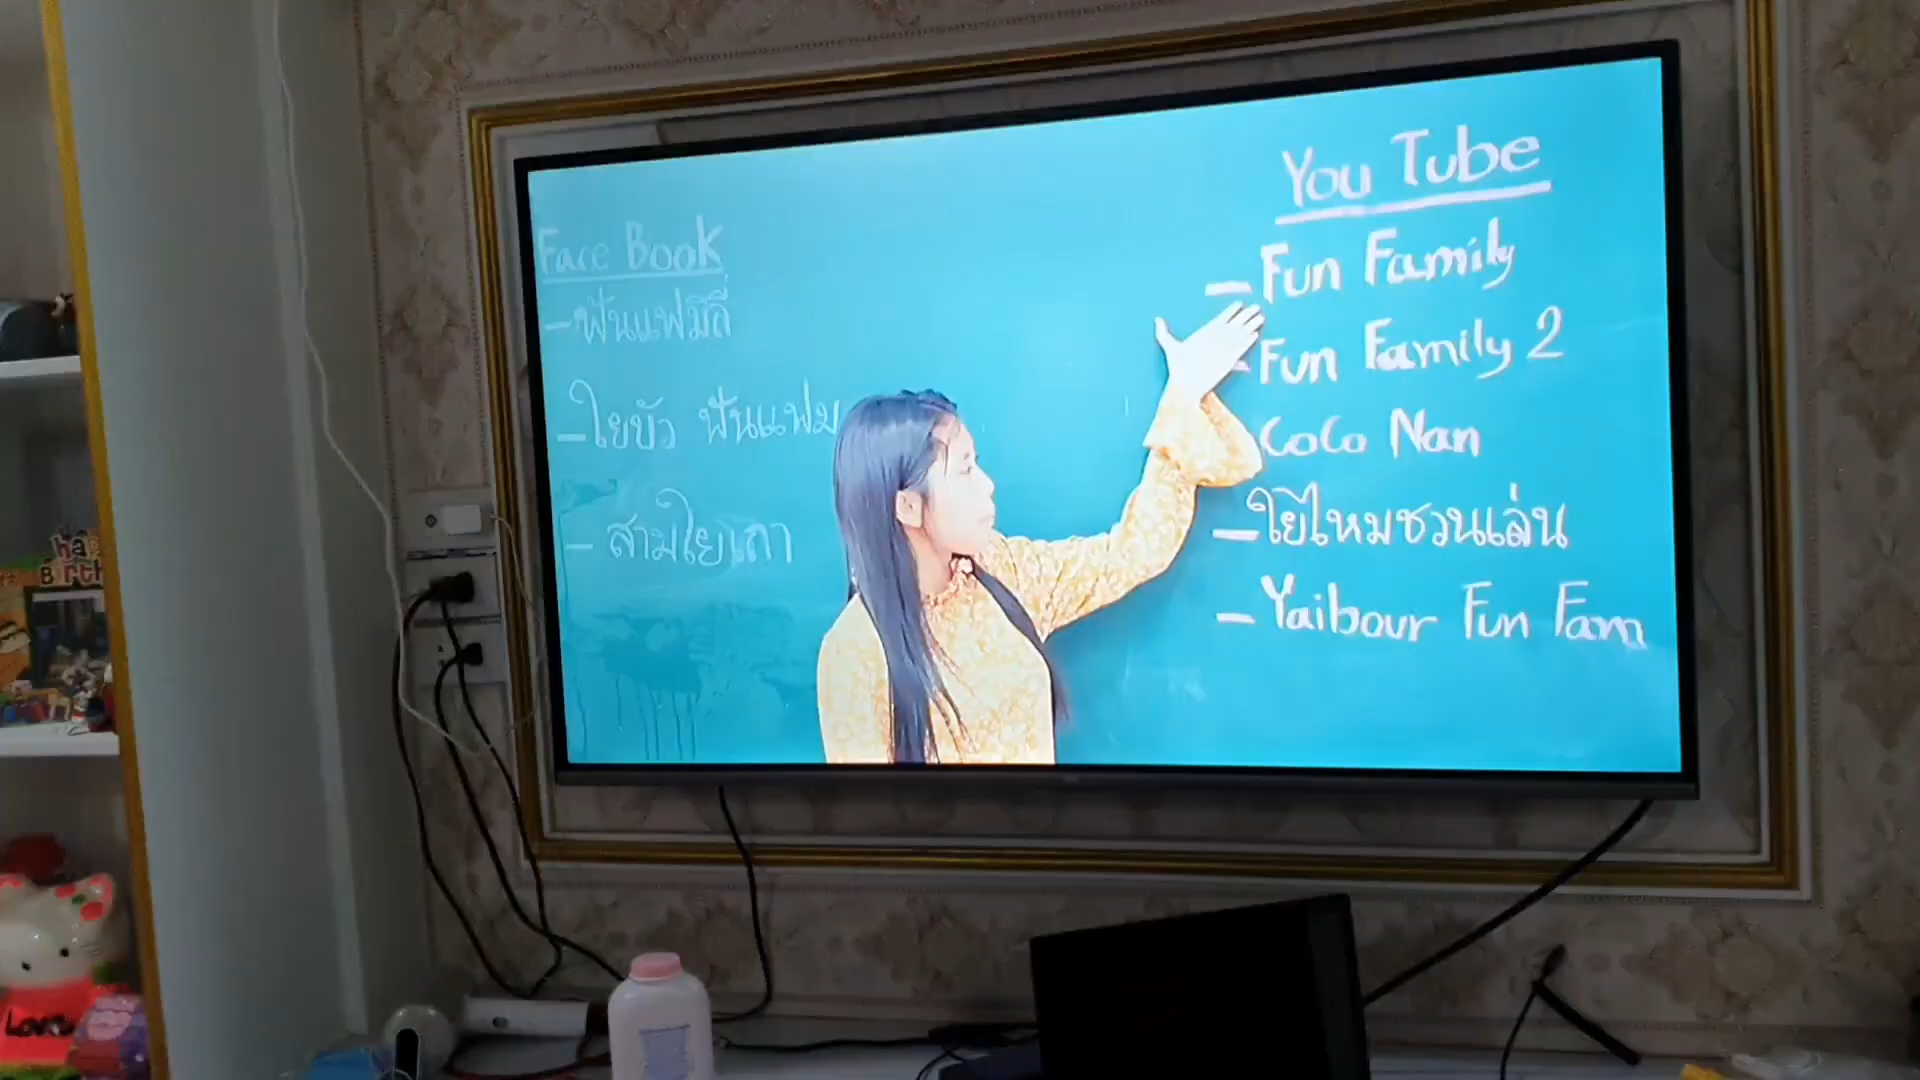 Face Book
– ฟันแฟมิลี่
– ใยบัว ฟันแฟม
– สามใยเถา
You Tube
– Fun Family
– Fun Family 2
CoCo Nan
– ใยไหมชวนเล่น
– Yaibour Fun Fam
Love